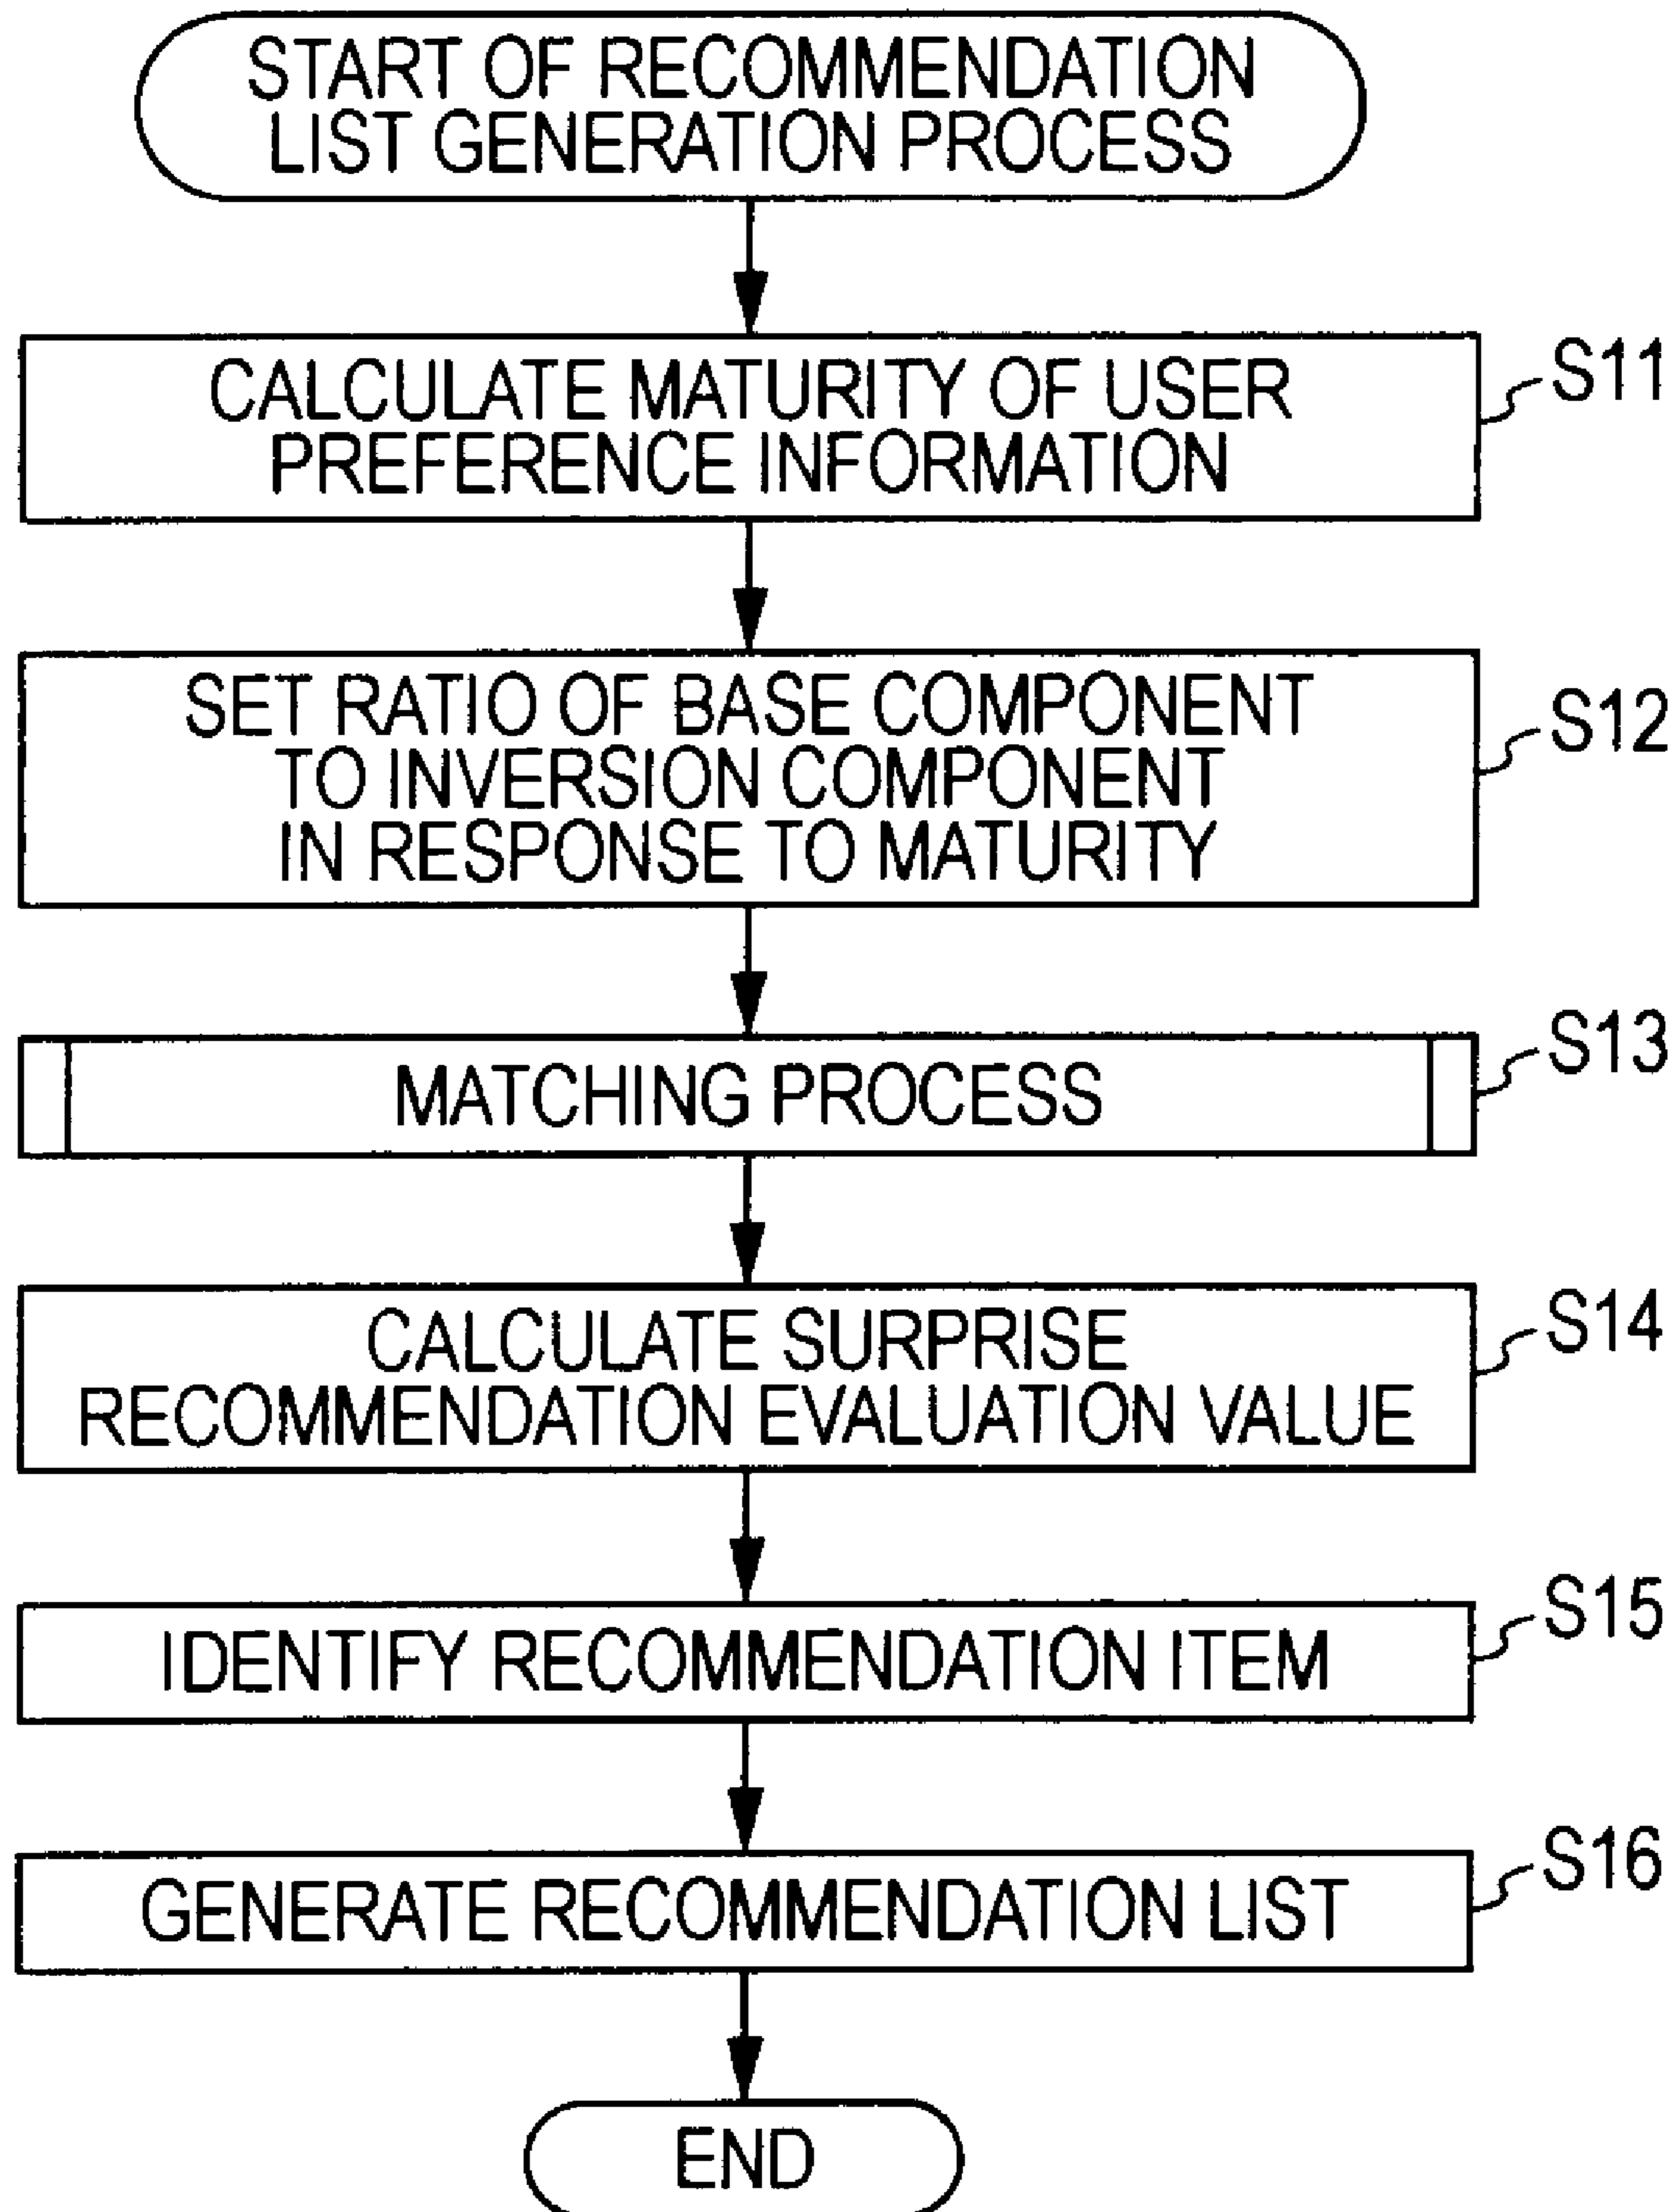 START OF RECOMMENDATION
LIST GENERATION PROCESS
CALCULATE MATURITY OF USER
PREFERENCE INFORMATION
S11
SET RATIO OF BASE COMPONENT
TO INVERSION COMPONENT
IN RESPONSE TO MATURITY
S12
MATCHING PROCESS
S13
CALCULATE SURPRISE
RECOMMENDATION EVALUATION VALUE
S14
IDENTIFY RECOMMENDATION ITEM
S15
GENERATE RECOMMENDATION LIST
S16
END